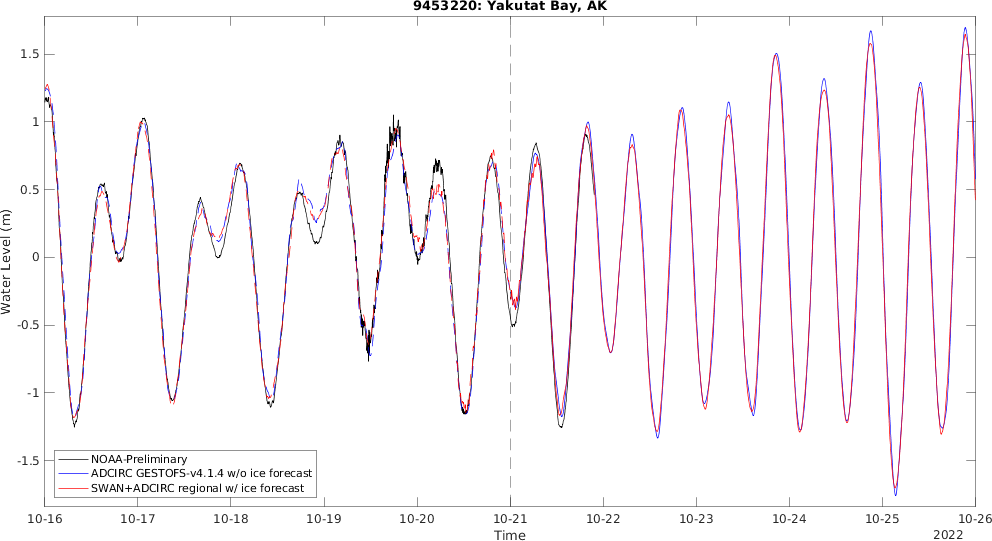 9453220: Yakutat Bay, AK
Water Level (m)
1.5
1
0.5
0
-0.5
-1
-1.5
NOAA-Preliminary
ADCIRC GESTOFS-v4.1.4 w/o ice forecast
SWAN+ADCIRC regional w/ ice forecast
10-16 10-17 10-18 10-19 10-20 10-21 10-22 10-23 10-24 10-25 10-26
Time
2022